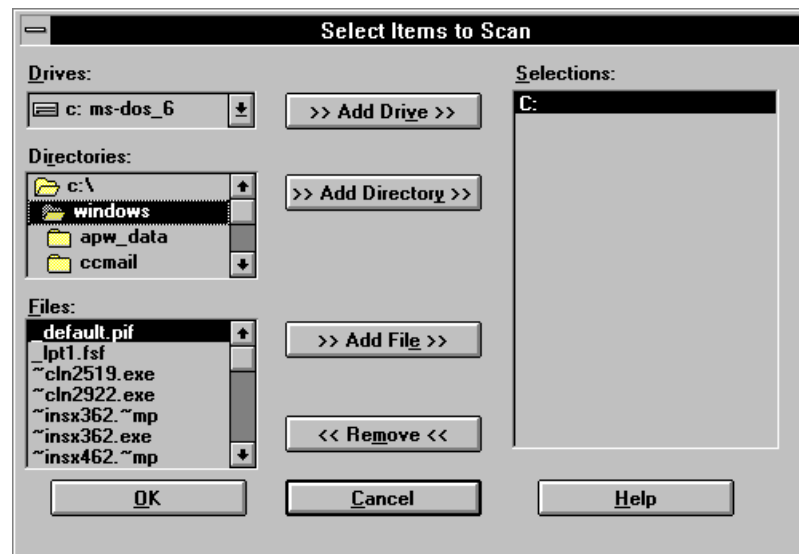 Select Items to Scan
Drives:
c: ms-dos_6
>> Add Drive >>
Selections:
C:
Directories:
c:\
windows
apw_data
ccmail
>> Add Directory >>
Files:
_default.pif
_lpt1.fsf
~cln2519.exe
~cln2922.exe
~insx362.~mp
~insx362.exe
~insx462.~mp
>> Add File >>
<< Remove <<
OK
Cancel
Help